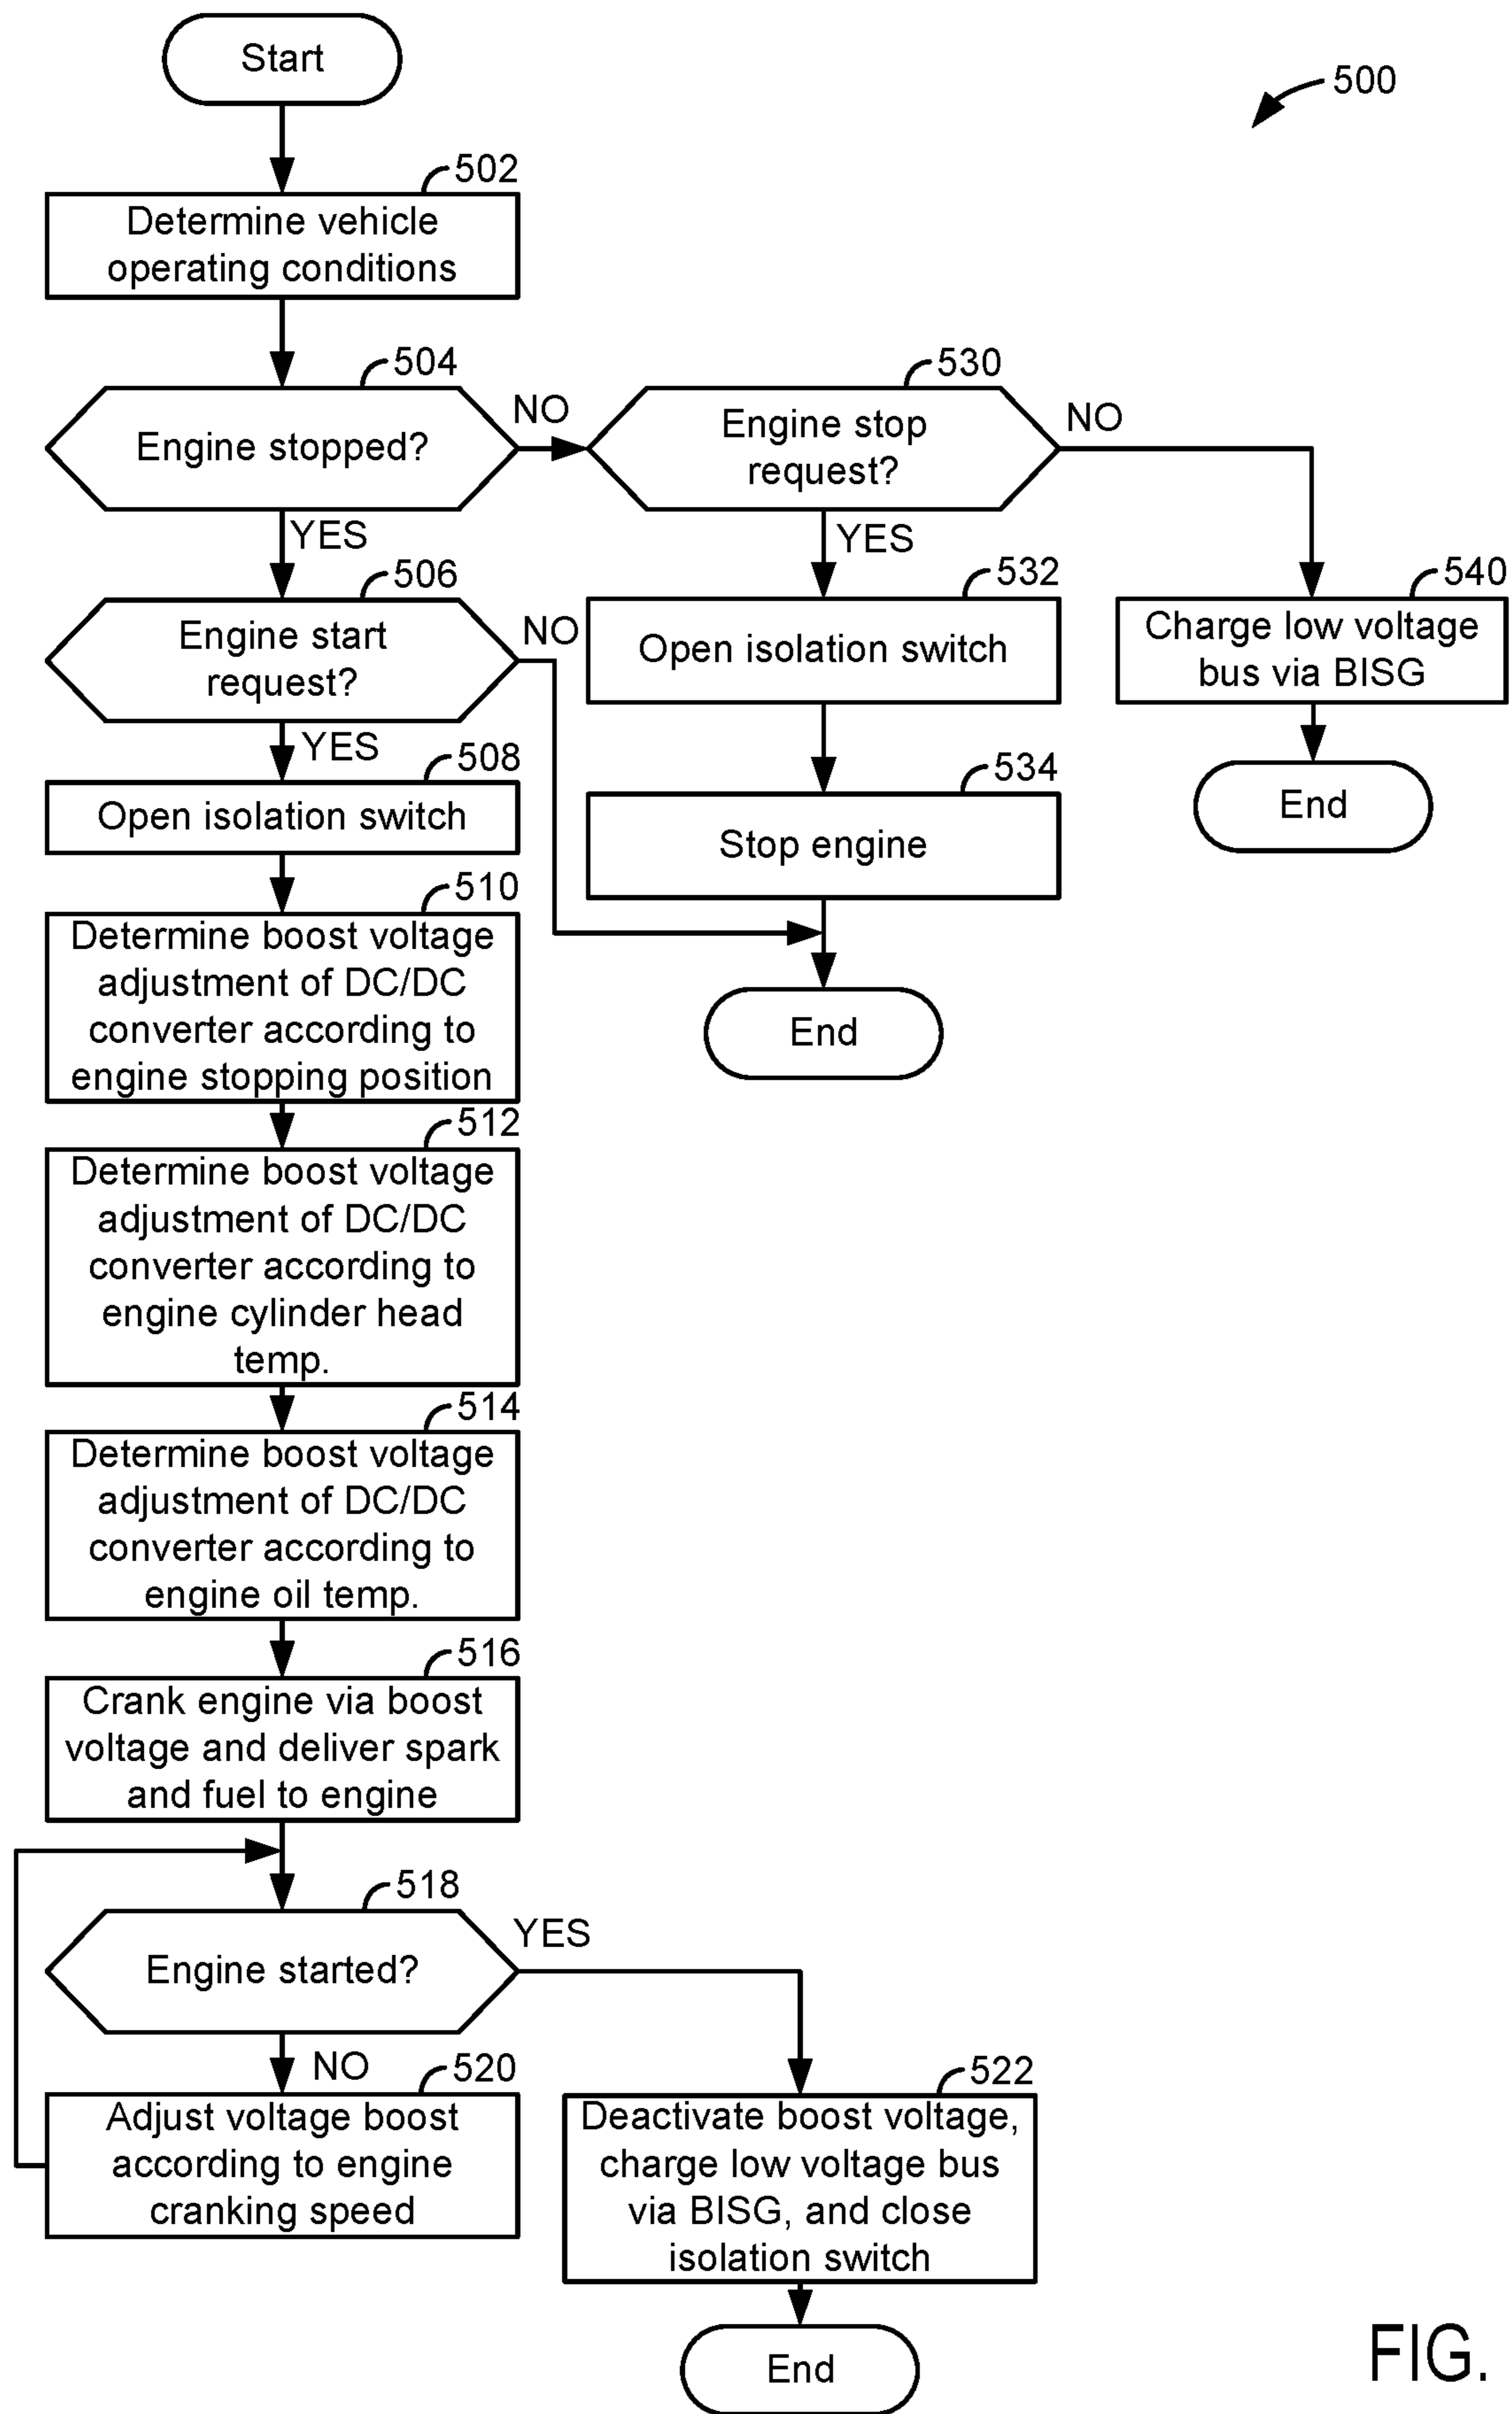 Start
500
502
Determine vehicle
operating conditions
504
Engine stopped?
NO
YES
530
Engine stop
request?
NO
YES
506
Engine start
request?
NO
YES
532
Open isolation switch
540
Charge low voltage
bus via BISG
End
508
Open isolation switch
534
Stop engine
End
510
Determine boost voltage
adjustment of DC/DC
converter according to
engine stopping position
512
Determine boost voltage
adjustment of DC/DC
converter according to
engine cylinder head
temp.
514
Determine boost voltage
adjustment of DC/DC
converter according to
engine oil temp.
516
Crank engine via boost
voltage and deliver spark
and fuel to engine
518
Engine started?
YES
NO
520
Adjust voltage boost
according to engine
cranking speed
522
Deactivate boost voltage,
charge low voltage bus
via BISG, and close
isolation switch
End
FIG.